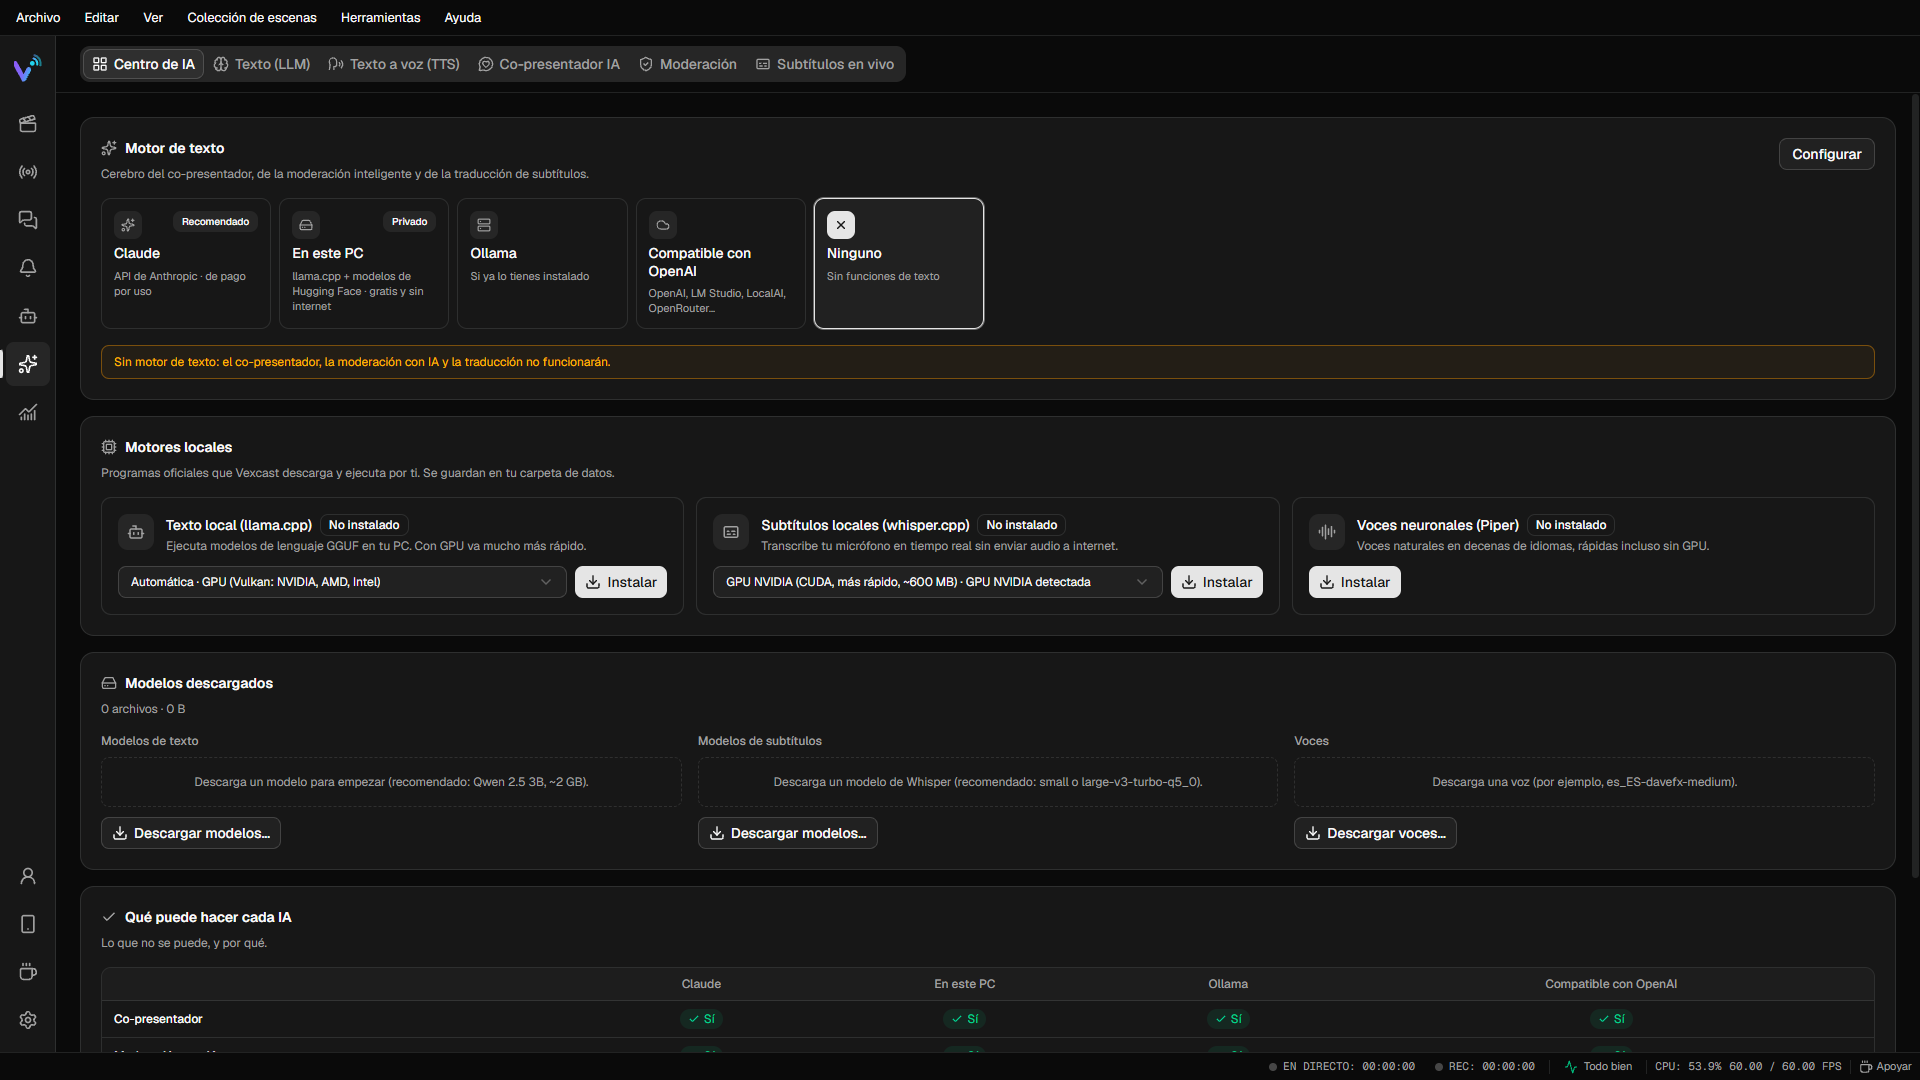 Archivo Editar Ver Colección de escenas Herramientas Ayuda
Centro de IA Texto (LLM) Texto a voz (TTS) Co-presentador IA Moderación Subtítulos en vivo
Motor de texto
Configurar
Cerebro del co-presentador, de la moderación inteligente y de la traducción de subtítulos.
Recomendado
Claude
API de Anthropic · de pago
por uso
Privado
En este PC
llama.cpp + modelos de
Hugging Face · gratis y sin
internet
Ollama
Si ya lo tienes instalado
Compatible con
OpenAI
OpenAI, LM Studio, LocalAI,
OpenRouter...
Ninguno
Sin funciones de texto
Sin motor de texto: el co-presentador, la moderación con IA y la traducción no funcionarán.
Motores locales
Programas oficiales que Vexcast descarga y ejecuta por ti. Se guardan en tu carpeta de datos.
Texto local (llama.cpp) No instalado
Ejecuta modelos de lenguaje GGUF en tu PC. Con GPU va mucho más rápido.
Automática · GPU (Vulkan: NVIDIA, AMD, Intel) Instalar
Subtítulos locales (whisper.cpp) No instalado
Transcribe tu micrófono en tiempo real sin enviar audio a internet.
GPU NVIDIA (CUDA, más rápido, ~600 MB) · GPU NVIDIA detectada Instalar
Voces neuronales (Piper) No instalado
Voces naturales en decenas de idiomas, rápidas incluso sin GPU.
Instalar
Modelos descargados
0 archivos · 0 B
Modelos de texto
Descarga un modelo para empezar (recomendado: Qwen 2.5 3B, ~2 GB).
Descargar modelos...
Modelos de subtítulos
Descarga un modelo de Whisper (recomendado: small o large-v3-turbo-q5_0).
Descargar modelos...
Voces
Descarga una voz (por ejemplo, es_ES-davefx-medium).
Descargar voces...
Qué puede hacer cada IA
Lo que no se puede, y por qué.
Claude En este PC Ollama Compatible con OpenAI
Co-presentador Sí Sí Sí Sí
EN DIRECTO: 00:00:00 REC: 00:00:00 Todo bien CPU: 53.9% 60.00 / 60.00 FPS Apoyar